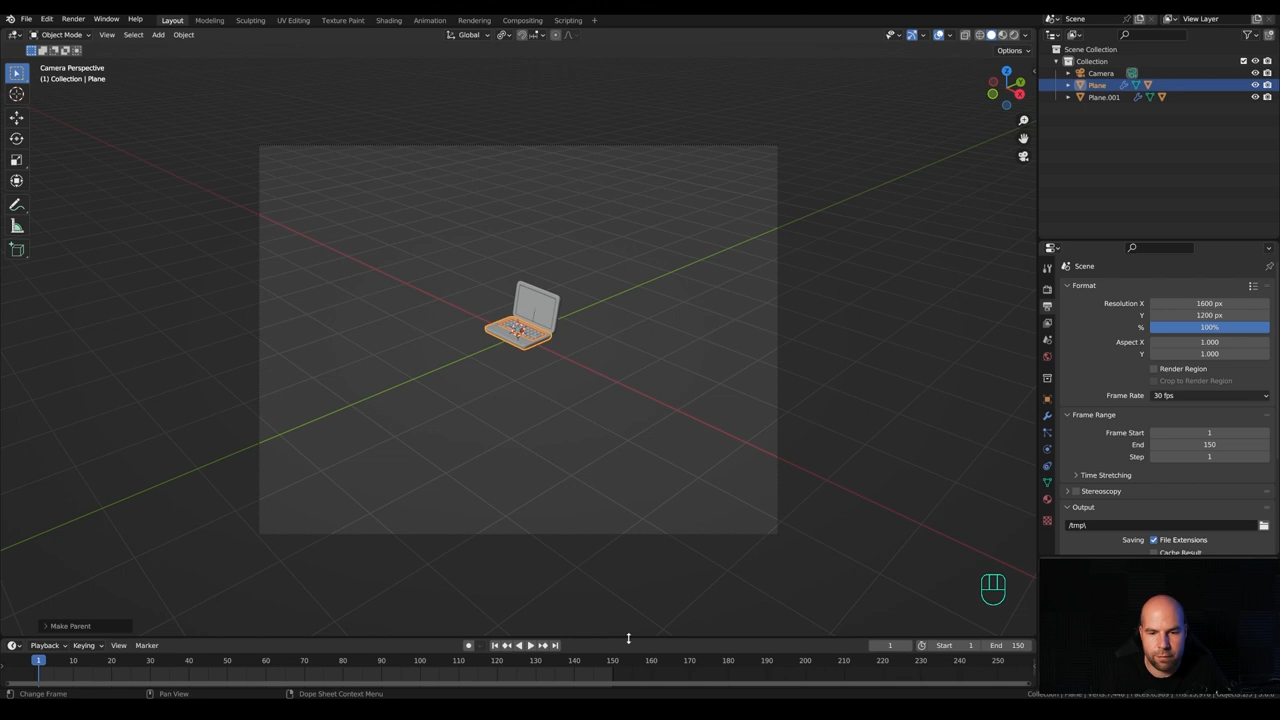 File Edit Render Window Help Layout Modeling Sculpting UV Editing Texture Paint Shading Animation Rendering Compositing Scripting + Scene View Layer
Object Mode View Select Add Object Global
Options
Camera Perspective
(1) Collection | Plane
Z
Y
X
Scene Collection
Collection
Camera
Plane
Plane.001
Scene
Format
Resolution X 1600 px
Y 1200 px
% 100%
Aspect X 1.000
Y 1.000
Render Region
Crop to Render Region
Frame Rate 30 fps
Frame Range
Frame Start 1
End 150
Step 1
Time Stretching
Stereoscopy
Output
/tmp\
Saving File Extensions
Cache Result
Make Parent
Playback Keying View Marker 1 Start 1 End 150
1 10 20 30 40 50 60 70 80 90 100 110 120 130 140 150 160 170 180 190 200 210 220 230 240 250
Change Frame Pan View Dope Sheet Context Menu